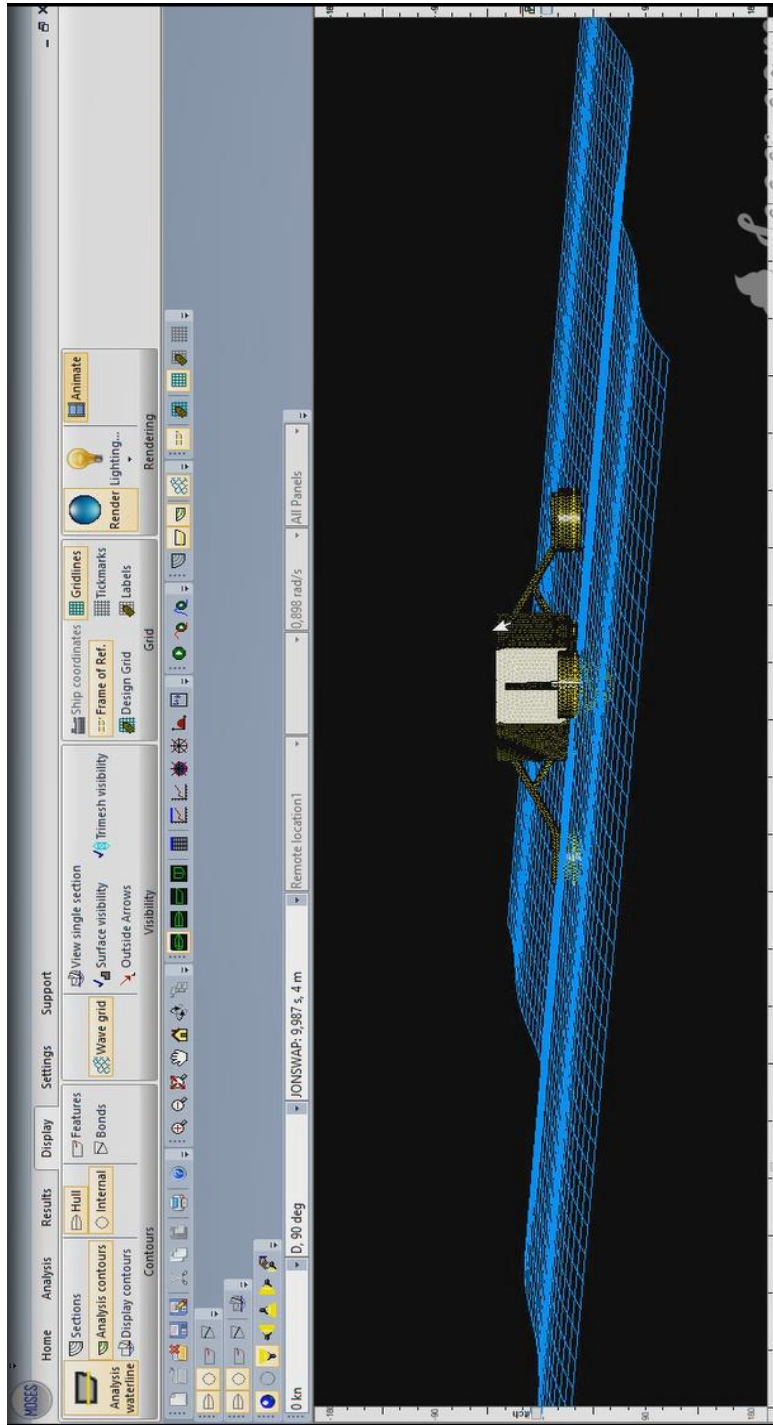 MOSES
Home Analysis Results Display Settings Support
Analysis waterline
Sections
Analysis contours
Display contours
Hull
Internal
Features
Bonds
Contours
Wave grid
View single section
Surface visibility
Outside Arrows
Trimesh visibility
Visibility
Ship coordinates
Frame of Ref.
Design Grid
Gridlines
Tickmarks
Labels
Grid
Render
Lighting...
Animate
Rendering
0 kn
D, 90 deg
JONSWAP: 9,987 s, 4 m
Remote location1
0,898 rad/s
All Panels